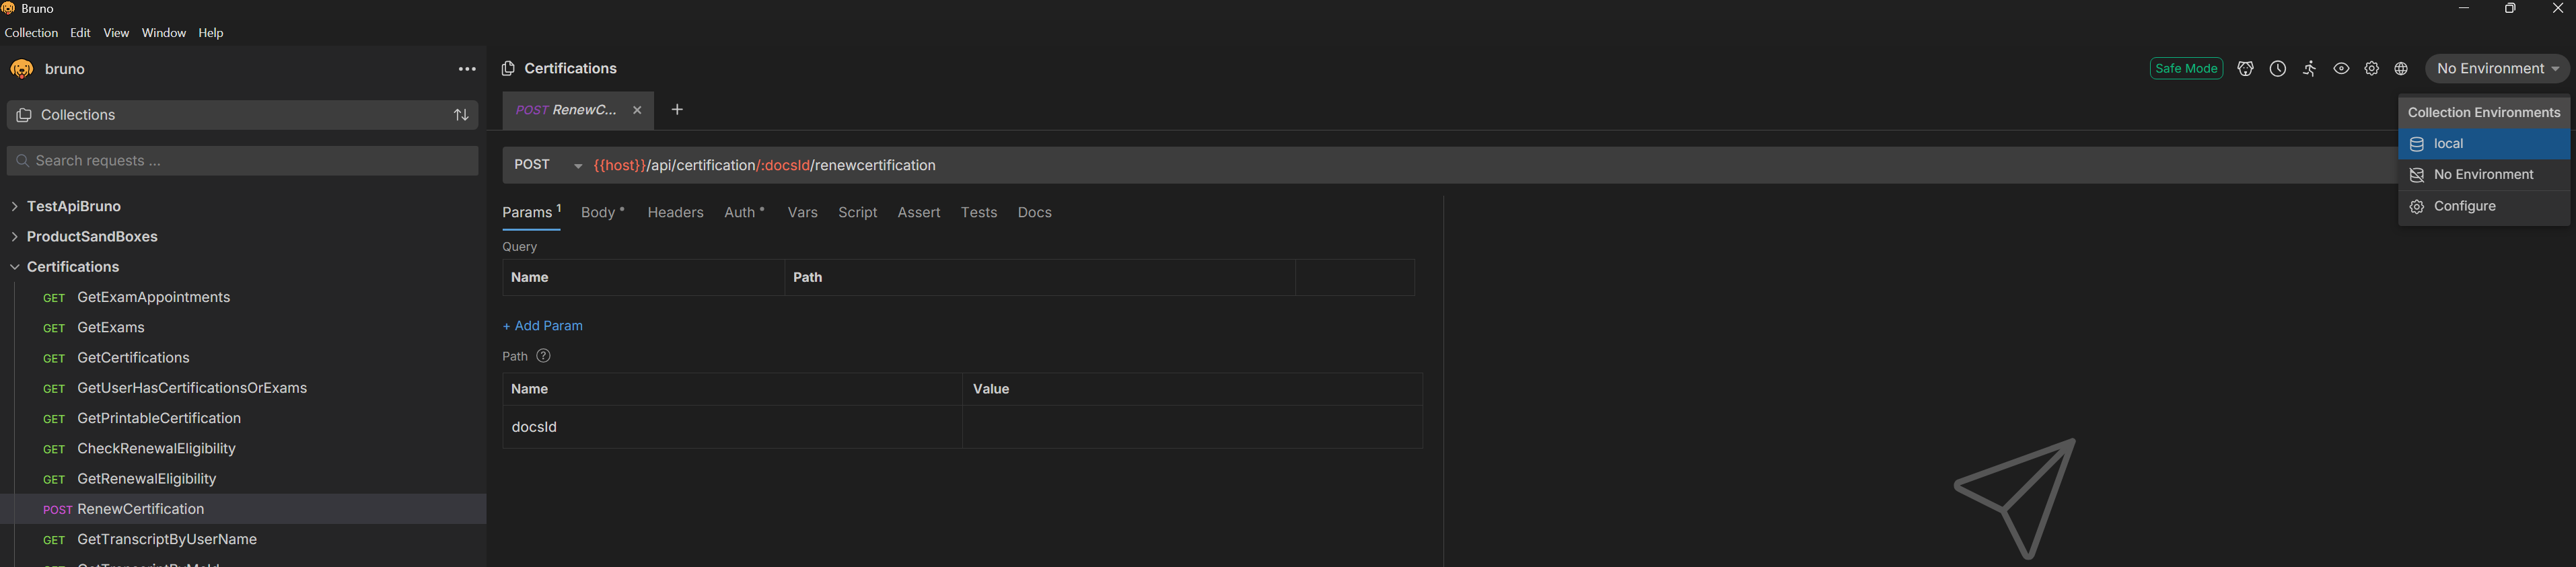 Bruno
Collection Edit View Window Help
bruno
Collections
Search requests ...
TestApiBruno
ProductSandBoxes
Certifications
GET GetExamAppointments
GET GetExams
GET GetCertifications
GET GetUserHasCertificationsOrExams
GET GetPrintableCertification
GET CheckRenewalEligibility
GET GetRenewalEligibility
POST RenewCertification
GET GetTranscriptByUserName
Certifications
Safe Mode
No Environment
POST RenewC...
+
POST {{host}}/api/certification/:docsId/renewcertification
Params 1 Body Headers Auth Vars Script Assert Tests Docs
Query
Name Path
+ Add Param
Path ?
Name Value
docsId
Collection Environments
local
No Environment
Configure